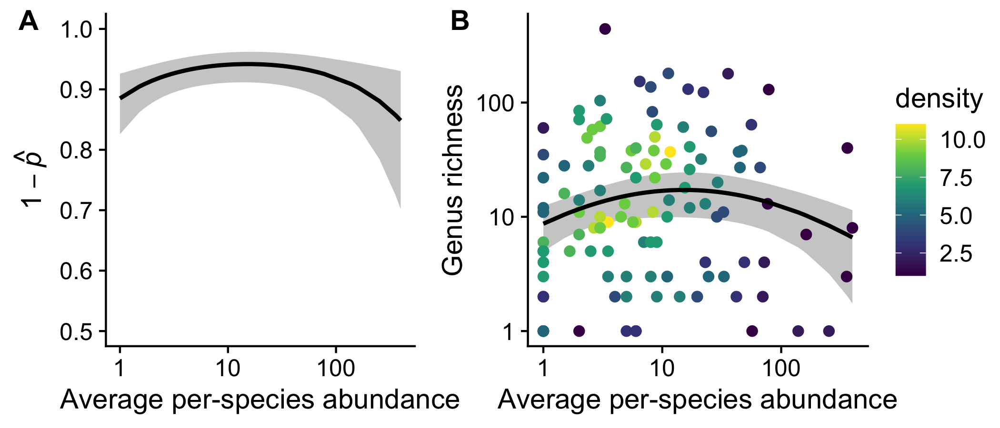 A
1.0
0.9
0.8
0.7
0.6
0.5
1 − p̂
1 10 100
Average per-species abundance
B
100
10
1
Genus richness
1 10 100
Average per-species abundance
density
10.0
7.5
5.0
2.5